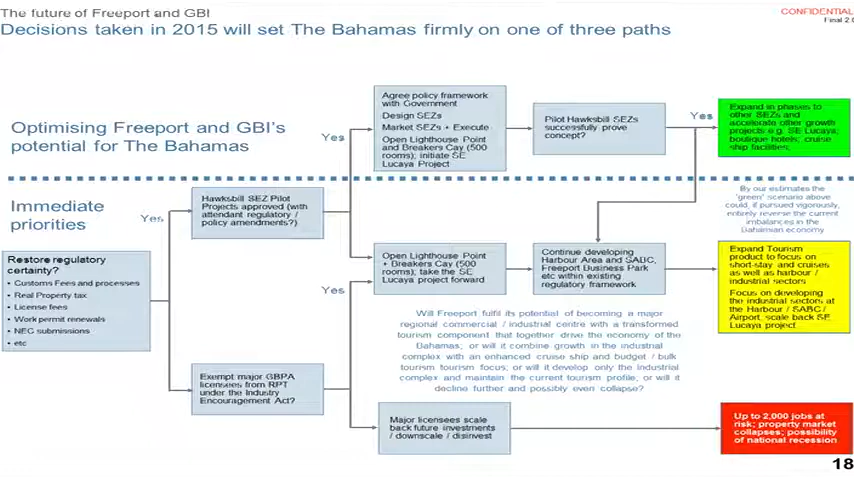 The future of Freeport and GBI
CONFIDENTIAL
Decisions taken in 2015 will set The Bahamas firmly on one of three paths
Final 2.0
Optimising Freeport and GBI's
potential for The Bahamas
Yes
Agree policy framework
with Government
Design SEZs
Market SEZs + Execute
Open Lighthouse Point
and Breakers Cay (500
rooms); initiate SE
Lucaya Project
Pilot Hawksbill SEZs
successfully prove
concept?
Yes
Expand in phases to
other SEZs and
accelerate other growth
projects e.g. SE Lucaya;
boutique hotels; cruise
ship facilities;
Immediate
priorities
Yes
Hawksbill SEZ Pilot
Projects approved (with
attendant regulatory /
policy amendments?)
By our estimates the
'green' scenario above
could, if pursued vigorously,
entirely reverse the current
imbalances in the
Bahamian economy
Restore regulatory
certainty?
• Customs Fees and processes
• Real Property tax
• License fees
• Work permit renewals
• NEC submissions
• etc
Yes
Open Lighthouse Point
+ Breakers Cay (500
rooms); take the SE
Lucaya project forward
Continue developing
Harbour Area and SABC,
Freeport Business Park
etc within existing
regulatory framework
Expand Tourism
product to focus on
short-stay and cruises
as well as harbour /
industrial sectors
Focus on developing
the industrial sectors at
the Harbour / SABC /
Airport, scale back SE
Lucaya project
Will Freeport fulfil its potential of becoming a major
regional commercial / industrial centre with a transformed
tourism component that together drive the economy of the
Bahamas; or will it combine growth in the industrial
complex with an enhanced cruise ship and budget / bulk
tourism tourism focus; or will it develop only the industrial
complex and maintain the current tourism profile; or will it
decline further and possibly even collapse?
Exempt major GBPA
licensees from RPT
under the Industry
Encouragement Act?
Major licensees scale
back future investments
/ downscale / disinvest
Up to 2,000 jobs at
risk; property market
collapses; possibility
of national recession
18